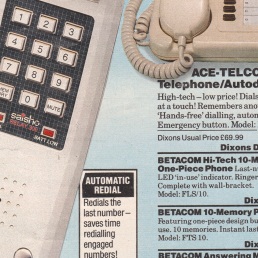 1 2 3
4 5 6
7 8 9
0
MUTE
saisho
BATT LOW
ACE-TELCO
Telephone/Autod
High-tech – low price! Dials
at a touch! Remembers ano
'Hands-free' dialling, autom
Emergency button. Model:
Dixons Usual Price £69.99
Dixons D
BETACOM Hi-Tech 10-M
One-Piece Phone Last-nu
LED 'in-use' indicator. Ringer
Complete with wall-bracket.
Model: FLS/10.
Dix
BETACOM 10-Memory P
Featuring one-piece design bu
use. 10 memories. Instant last
Model: FTS 10.
Dix
BETACOM Answering M
AUTOMATIC
REDIAL
Redials the
last number –
saves time
redialling
engaged
numbers!